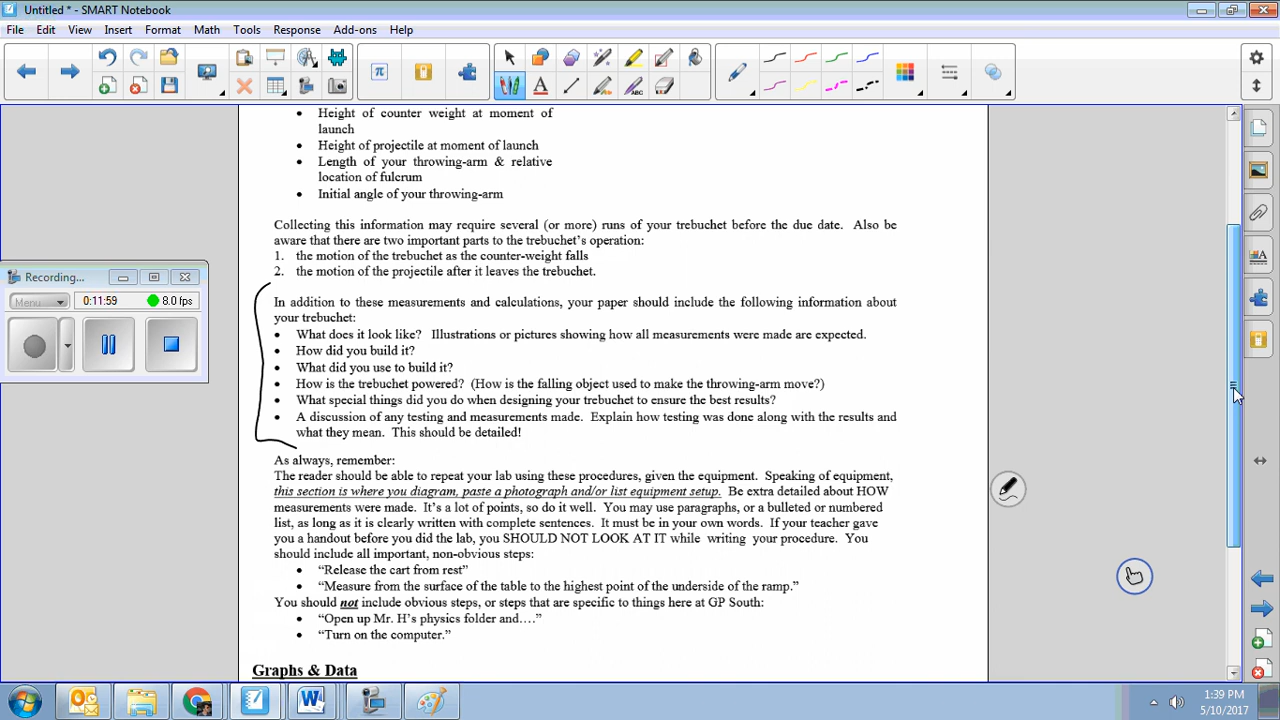 Untitled * - SMART Notebook
File Edit View Insert Format Math Tools Response Add-ons Help
• Height of counter weight at moment of
launch
• Height of projectile at moment of launch
• Length of your throwing-arm & relative
location of fulcrum
• Initial angle of your throwing-arm
Collecting this information may require several (or more) runs of your trebuchet before the due date. Also be
aware that there are two important parts to the trebuchet's operation:
1. the motion of the trebuchet as the counter-weight falls
2. the motion of the projectile after it leaves the trebuchet.
Recording...
Menu 0:11:59 8.0 fps
In addition to these measurements and calculations, your paper should include the following information about
your trebuchet:
• What does it look like? Illustrations or pictures showing how all measurements were made are expected.
• How did you build it?
• What did you use to build it?
• How is the trebuchet powered? (How is the falling object used to make the throwing-arm move?)
• What special things did you do when designing your trebuchet to ensure the best results?
• A discussion of any testing and measurements made. Explain how testing was done along with the results and
what they mean. This should be detailed!
As always, remember:
The reader should be able to repeat your lab using these procedures, given the equipment. Speaking of equipment,
this section is where you diagram, paste a photograph and/or list equipment setup. Be extra detailed about HOW
measurements were made. It's a lot of points, so do it well. You may use paragraphs, or a bulleted or numbered
list, as long as it is clearly written with complete sentences. It must be in your own words. If your teacher gave
you a handout before you did the lab, you SHOULD NOT LOOK AT IT while writing your procedure. You
should include all important, non-obvious steps:
• "Release the cart from rest"
• "Measure from the surface of the table to the highest point of the underside of the ramp."
You should not include obvious steps, or steps that are specific to things here at GP South:
• "Open up Mr. H's physics folder and…."
• "Turn on the computer."
Graphs & Data
1:39 PM
5/10/2017